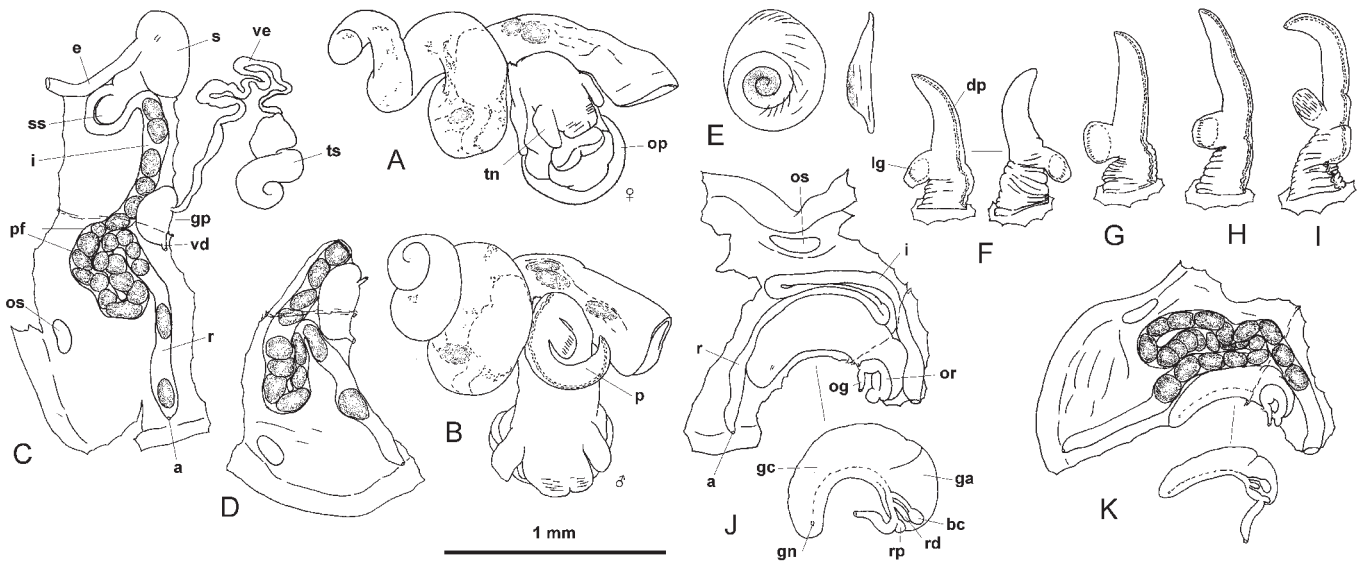 e
s
ve
ss
i
ts
pf
gp
vd
os
r
a
C
D
A
tn
op
♀
B
p
♂
1 mm
E
lg
dp
F
G
H
I
os
i
r
og
or
a
gc
ga
bc
rd
rp
gn
J
K